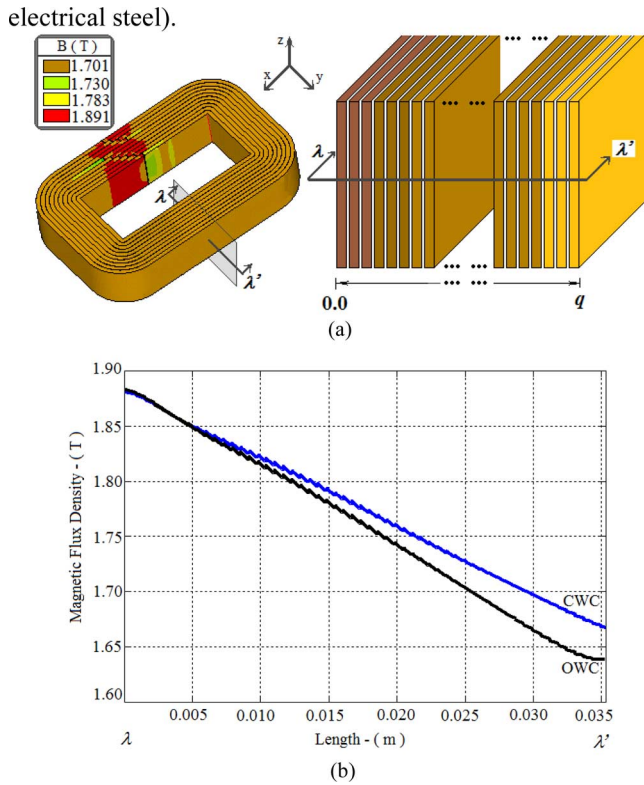 electrical steel).
B ( T )
1.701
1.730
1.783
1.891
z
x
y
λ
λ'
λ
λ'
0.0
q
(a)
1.90
1.85
1.80
1.75
1.70
1.65
1.60
Magnetic Flux Density - ( T )
CWC
OWC
0.005 0.010 0.015 0.020 0.025 0.030 0.035
λ Length - ( m ) λ'
(b)